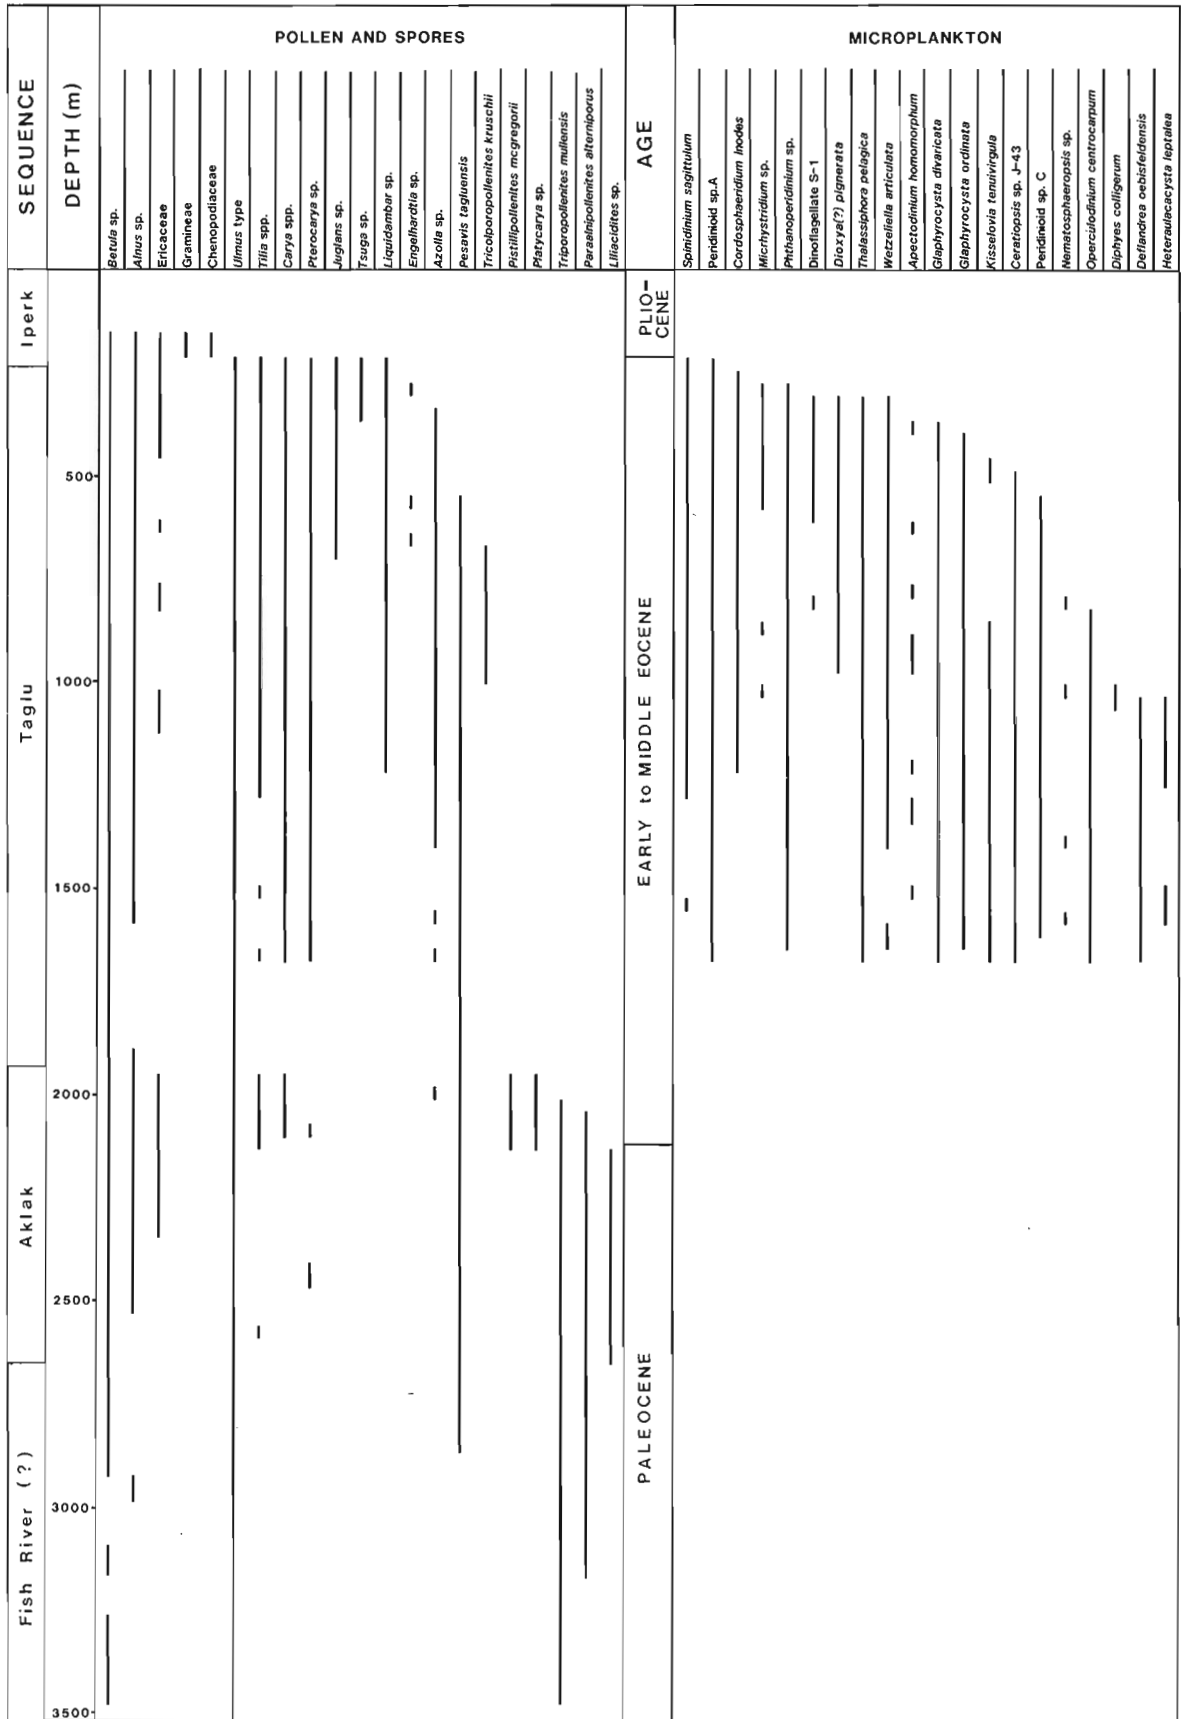 POLLEN AND SPORES
MICROPLANKTON
SEQUENCE
DEPTH (m)
Betula sp.
Alnus sp.
Ericaceae
Gramineae
Chenopodiaceae
Ulmus type
Tilia spp.
Carya spp.
Pterocarya sp.
Juglans sp.
Tsuga sp.
Liquidambar sp.
Engelhardtia sp.
Azolla sp.
Pesavis tagluensis
Tricolporopollenites kruschii
Pistillipollenites mcgregorii
Platycarya sp.
Triporopollenites mullensis
Paraalnipollenites alterniporus
Liliacidites sp.
AGE
Spinidinium sagittulum
Peridinioid sp.A
Cordosphaeridium inodes
Micrhystridium sp.
Phthanoperidinium sp.
Dinoflagellate S-1
Dioxya(?) pignerata
Thalassiphora pelagica
Wetzeliella articulata
Apectodinium homomorphum
Glaphyrocysta divaricata
Glaphyrocysta ordinata
Kisselovia tenuivirgula
Ceratiopsis sp. J-43
Peridinioid sp. C
Nematosphaeropsis sp.
Operculodinium centrocarpum
Diphyes colligerum
Deflandrea oebisfeldensis
Heteraulacacysta leptalea
Iperk
Taglu
Aklak
Fish River (?)
500
1000
1500
2000
2500
3000
3500
PLIO-
CENE
EARLY to MIDDLE EOCENE
PALEOCENE